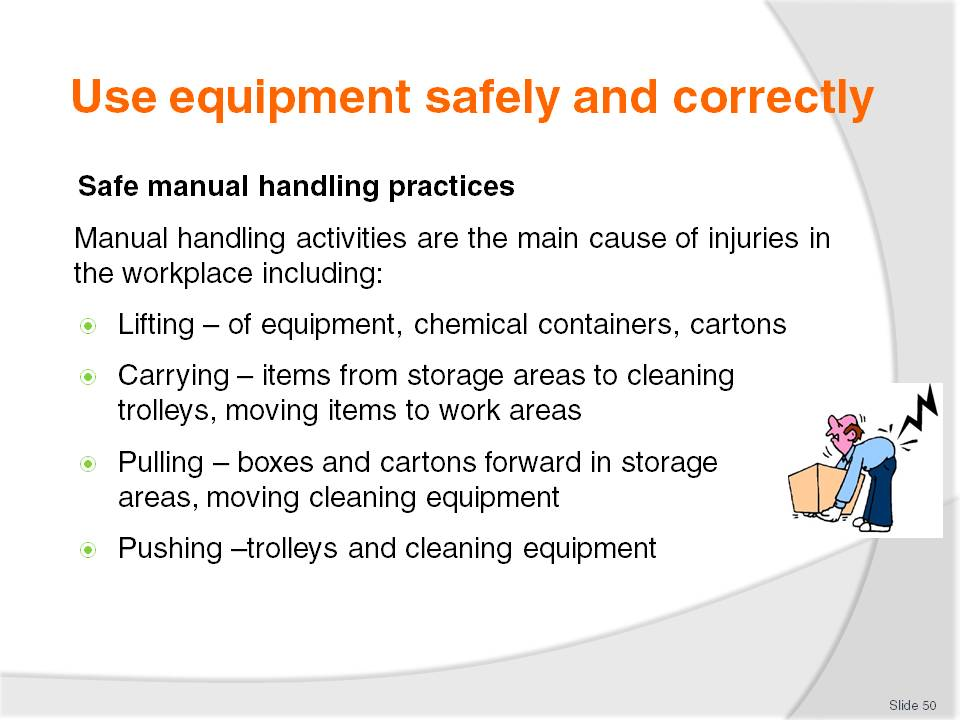 Use equipment safely and correctly
Safe manual handling practices
Manual handling activities are the main cause of injuries in
the workplace including:
Lifting – of equipment, chemical containers, cartons
Carrying – items from storage areas to cleaning
trolleys, moving items to work areas
Pulling – boxes and cartons forward in storage
areas, moving cleaning equipment
Pushing –trolleys and cleaning equipment
Slide 50